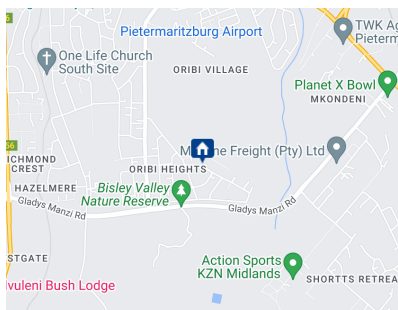 Pietermaritzburg Airport
TWK Ag
Pieterm
One Life Church
South Site
ORIBI VILLAGE
Planet X Bowl
MKONDENI
66
ICHMOND
CREST
M
ne Freight (Pty) Ltd
ORIBI HEIGHTS
HAZELMERE
Bisley Valley
Nature Reserve
Gladys Manzi Rd
Gladys Manzi Rd
STGATE
Action Sports
KZN Midlands
SHORTTS RETREA
vuleni Bush Lodge